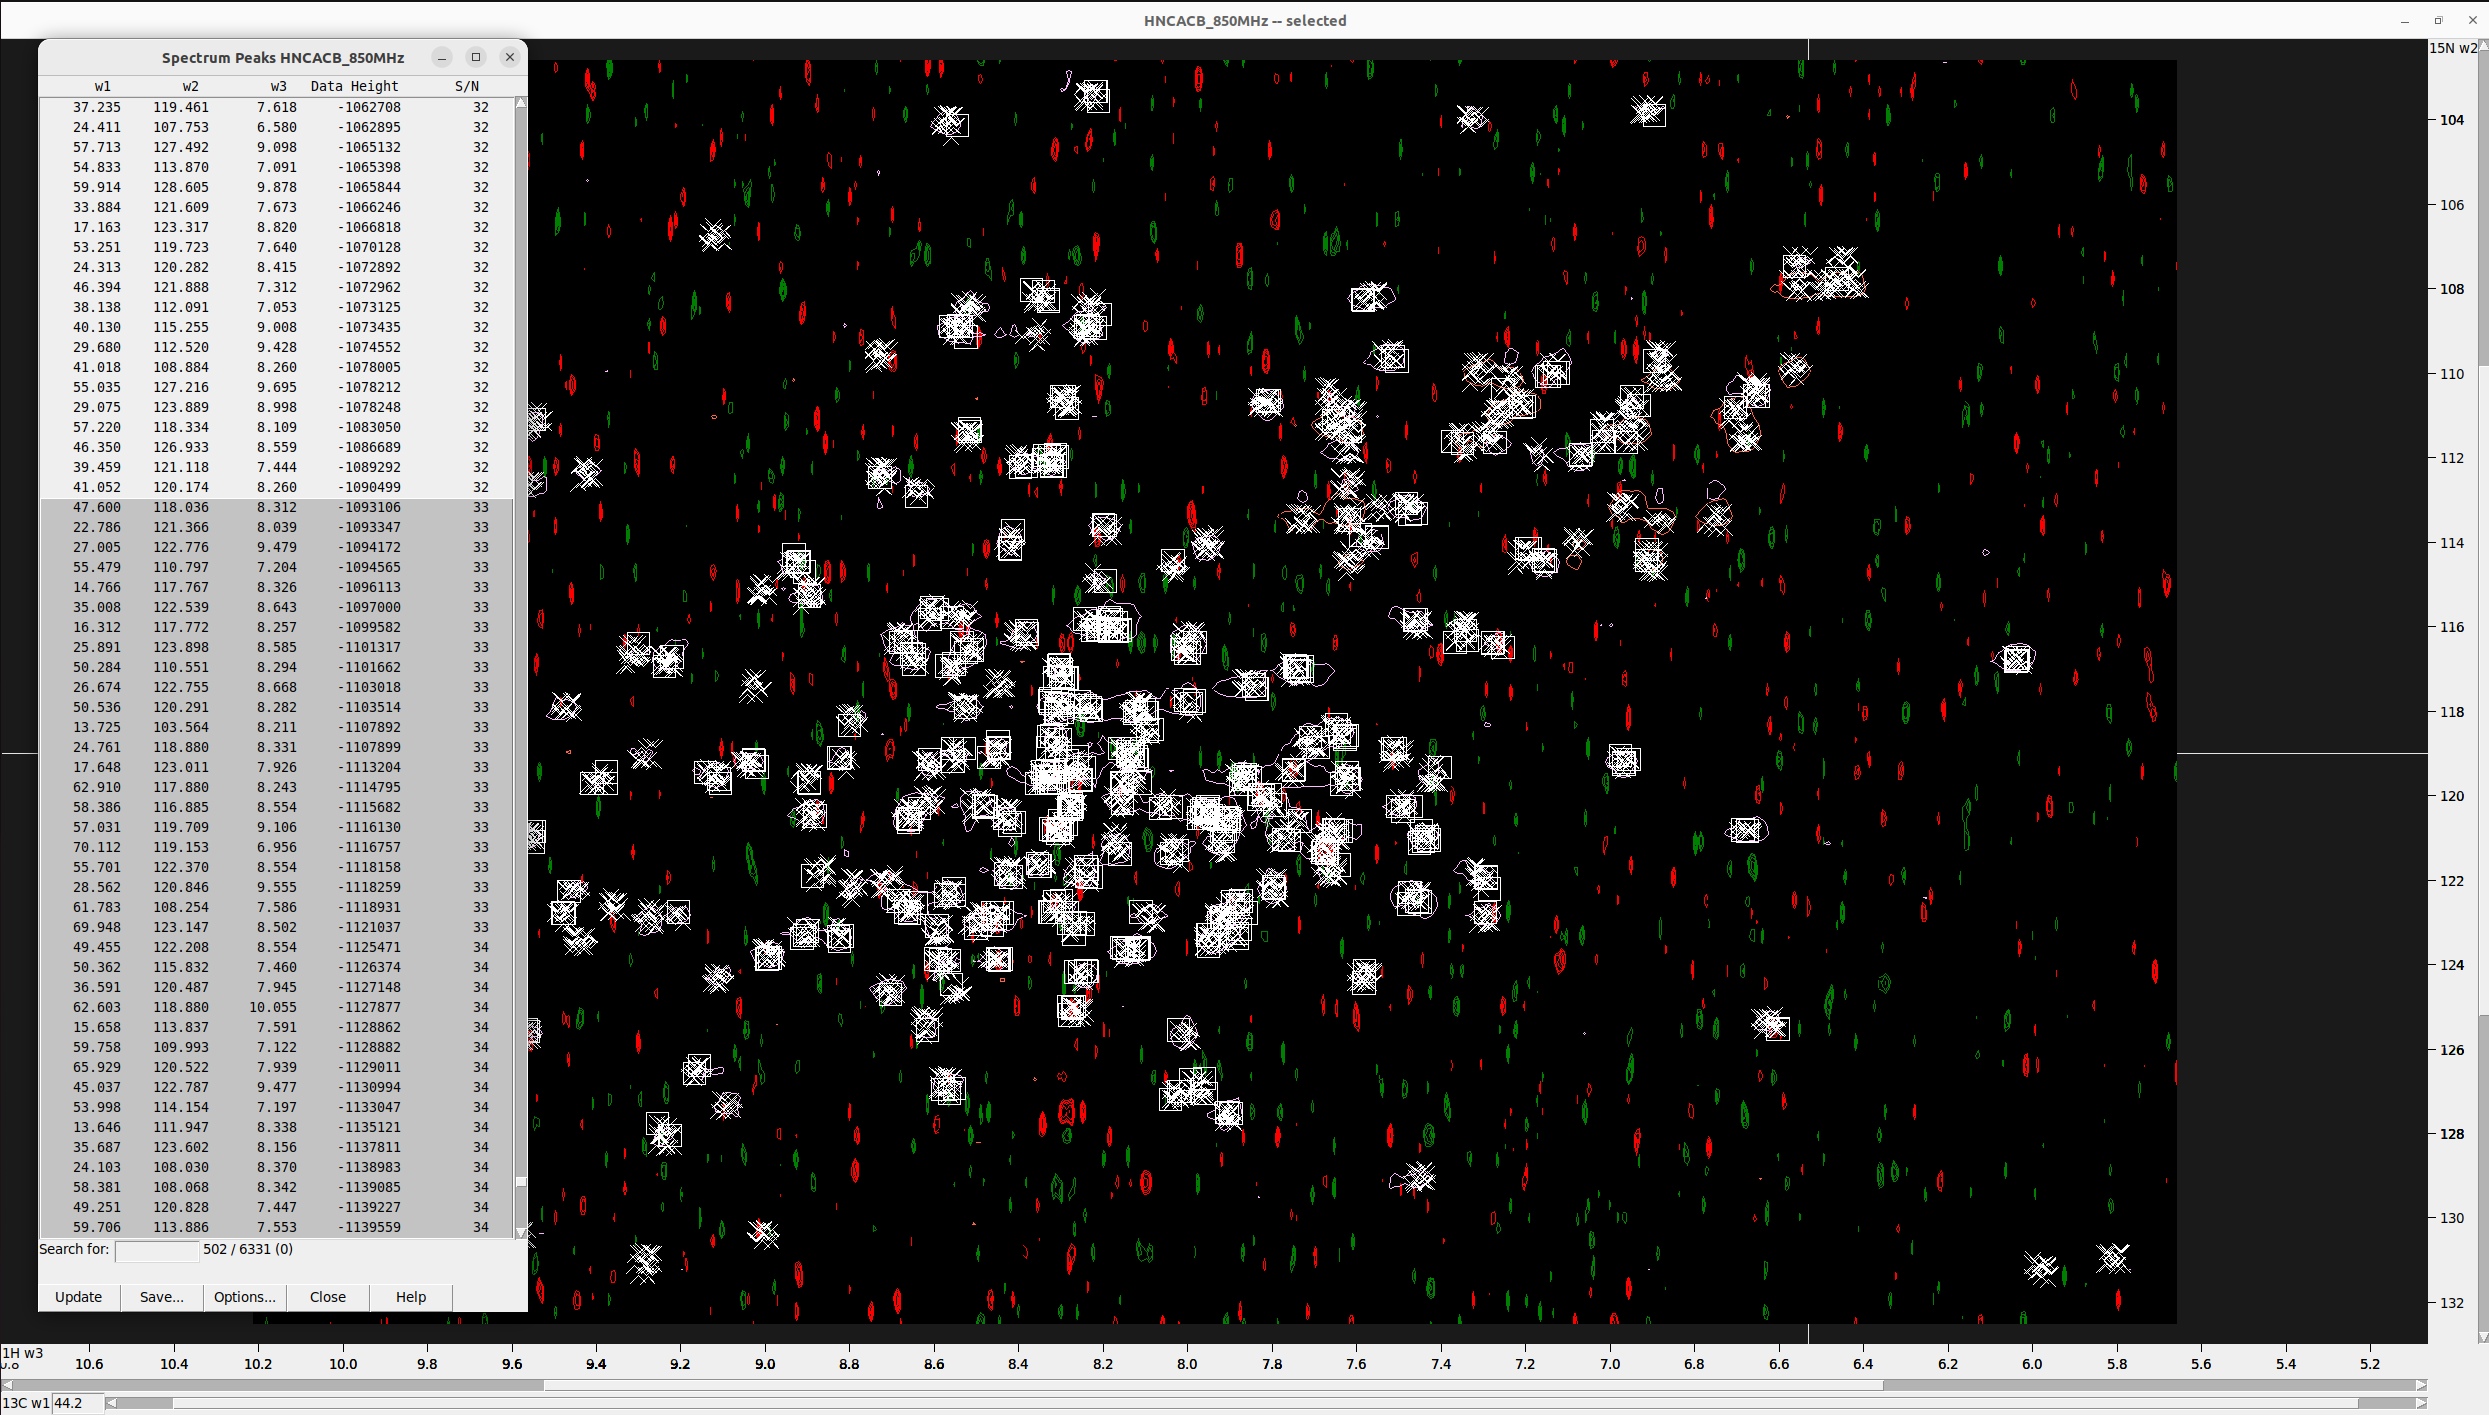 HNCACB_850MHz -- selected
15N w2
Spectrum Peaks HNCACB_850MHz
w1 w2 w3 Data Height S/N
37.235 119.461 7.618 -1062708 32
24.411 107.753 6.580 -1062895 32
57.713 127.492 9.098 -1065132 32
54.833 113.870 7.091 -1065398 32
59.914 128.605 9.878 -1065844 32
33.884 121.609 7.673 -1066246 32
17.163 123.317 8.820 -1066818 32
53.251 119.723 7.640 -1070128 32
24.313 120.282 8.415 -1072892 32
46.394 121.888 7.312 -1072962 32
38.138 112.091 7.053 -1073125 32
40.130 115.255 9.008 -1073435 32
29.680 112.520 9.428 -1074552 32
41.018 108.884 8.260 -1078005 32
55.035 127.216 9.695 -1078212 32
29.075 123.889 8.998 -1078248 32
57.220 118.334 8.109 -1083050 32
46.350 126.933 8.559 -1086689 32
39.459 121.118 7.444 -1089292 32
41.052 120.174 8.260 -1090499 32
47.600 118.036 8.312 -1093106 33
22.786 121.366 8.039 -1093347 33
27.005 122.776 9.479 -1094172 33
55.479 110.797 7.204 -1094565 33
14.766 117.767 8.326 -1096113 33
35.008 122.539 8.643 -1097000 33
16.312 117.772 8.257 -1099582 33
25.891 123.898 8.585 -1101317 33
50.284 110.551 8.294 -1101662 33
26.674 122.755 8.668 -1103018 33
50.536 120.291 8.282 -1103514 33
13.725 103.564 8.211 -1107892 33
24.761 118.880 8.331 -1107899 33
17.648 123.011 7.926 -1113204 33
62.910 117.880 8.243 -1114795 33
58.386 116.885 8.554 -1115682 33
57.031 119.709 9.106 -1116130 33
70.112 119.153 6.956 -1116757 33
55.701 122.370 8.554 -1118158 33
28.562 120.846 9.555 -1118259 33
61.783 108.254 7.586 -1118931 33
69.948 123.147 8.502 -1121037 33
49.455 122.208 8.554 -1125471 34
50.362 115.832 7.460 -1126374 34
36.591 120.487 7.945 -1127148 34
62.603 118.880 10.055 -1127877 34
15.658 113.837 7.591 -1128862 34
59.758 109.993 7.122 -1128882 34
65.929 120.522 7.939 -1129011 34
45.037 122.787 9.477 -1130994 34
53.998 114.154 7.197 -1133047 34
13.646 111.947 8.338 -1135121 34
35.687 123.602 8.156 -1137811 34
24.103 108.030 8.370 -1138983 34
58.381 108.068 8.342 -1139085 34
49.251 120.828 7.447 -1139227 34
59.706 113.886 7.553 -1139559 34
Search for: 502 / 6331 (0)
Update Save... Options... Close Help
104
106
108
110
112
114
116
118
120
122
124
126
128
130
132
1H w3
10.6 10.4 10.2 10.0 9.8 9.6 9.4 9.2 9.0 8.8 8.6 8.4 8.2 8.0 7.8 7.6 7.4 7.2 7.0 6.8 6.6 6.4 6.2 6.0 5.8 5.6 5.4 5.2
13C w1 44.2